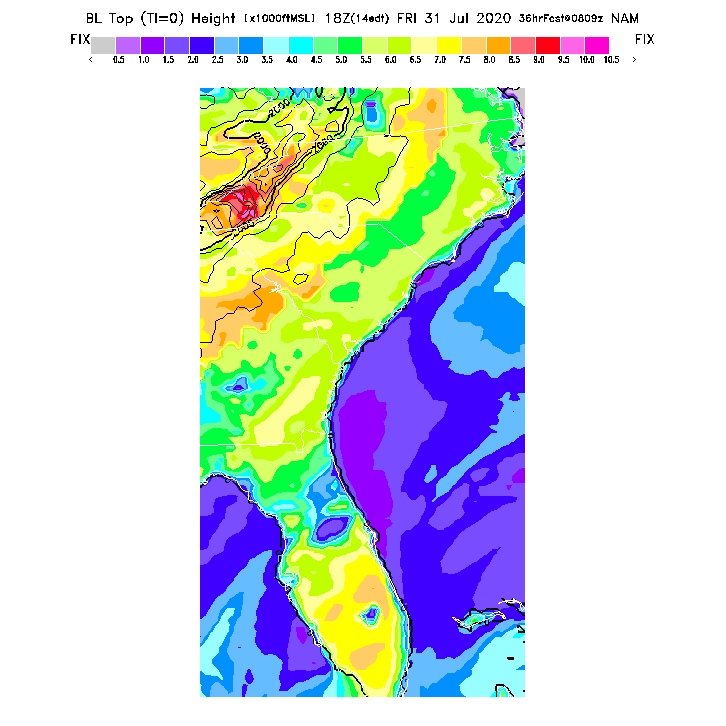 BL Top (TI=0) Height [x1000ftMSL] 18Z(14edt) FRI 31 Jul 2020 36hrFcst@0809z NAM
FIX FIX
< 0.5 1.0 1.5 2.0 2.5 3.0 3.5 4.0 4.5 5.0 5.5 6.0 6.5 7.0 7.5 8.0 8.5 9.0 9.5 10.0 10.5 >
2000
2000
2000